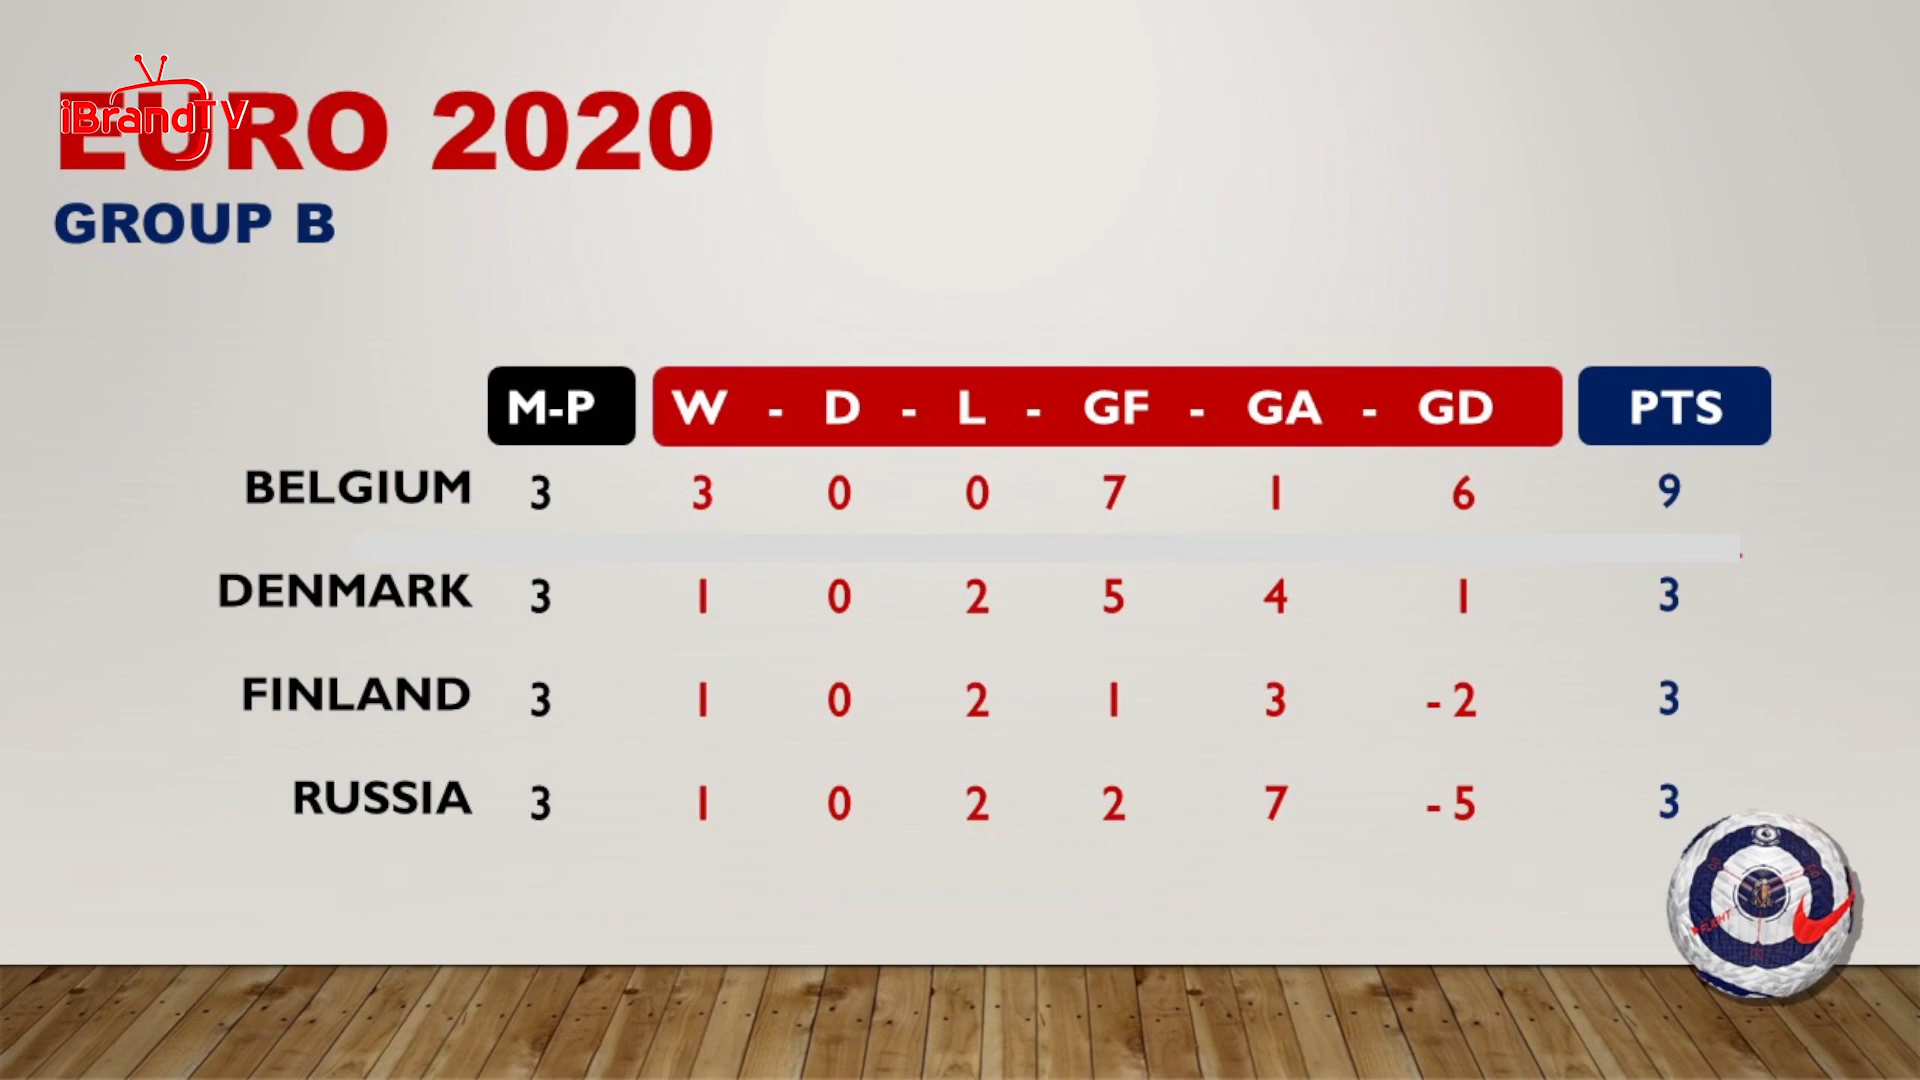 iBrandTV
EURO 2020
GROUP B
M-P W - D - L - GF - GA - GD PTS
BELGIUM 3 3 0 0 7 1 6 9
DENMARK 3 1 0 2 5 4 1 3
FINLAND 3 1 0 2 1 3 -2 3
RUSSIA 3 1 0 2 2 7 -5 3
FLIGHT